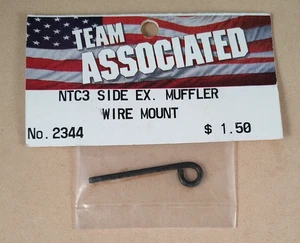 TEAM
ASSOCIATED
NTC3 SIDE EX. MUFFLER
WIRE MOUNT
No. 2344 $ 1.50